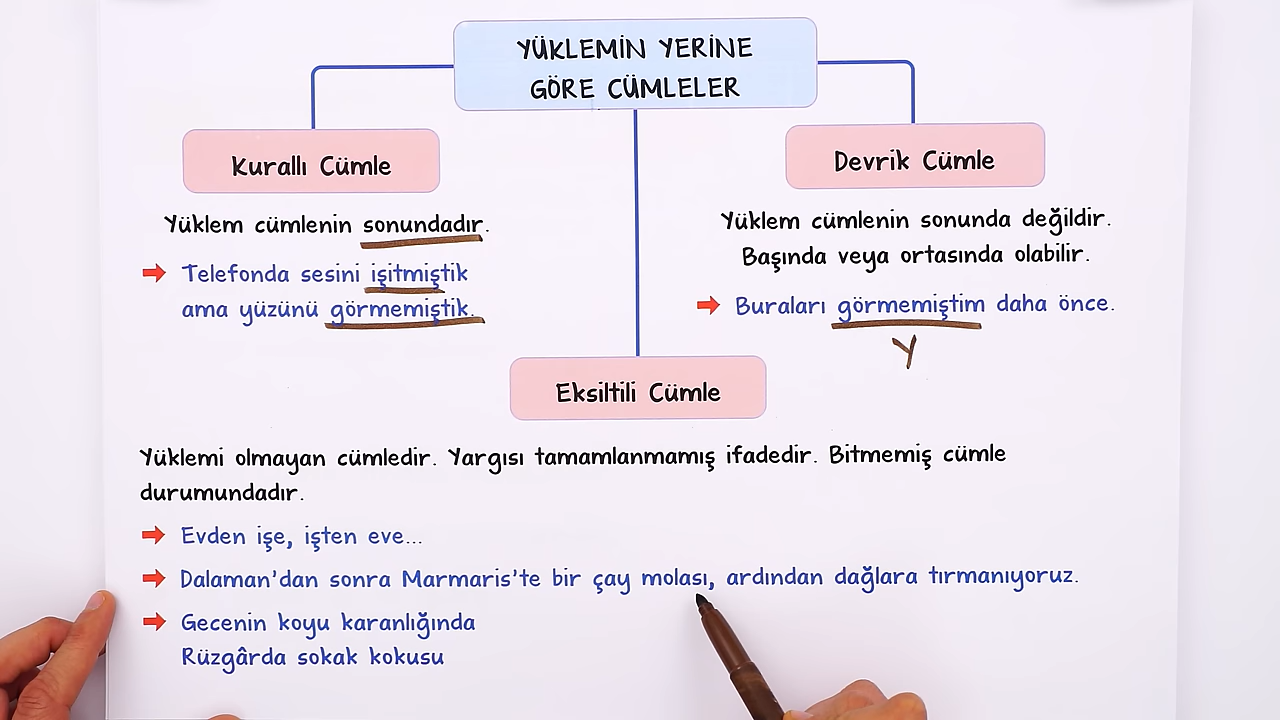 YÜKLEMİN YERİNE
GÖRE CÜMLELER
Kurallı Cümle
Yüklem cümlenin sonundadır.
Telefonda sesini işitmiştik
ama yüzünü görmemiştik.
Devrik Cümle
Yüklem cümlenin sonunda değildir.
Başında veya ortasında olabilir.
Buraları görmemiştim daha önce.
Y
Eksiltili Cümle
Yüklemi olmayan cümledir. Yargısı tamamlanmamış ifadedir. Bitmemiş cümle
durumundadır.
Evden işe, işten eve...
Dalaman'dan sonra Marmaris'te bir çay molası, ardından dağlara tırmanıyoruz.
Gecenin koyu karanlığında
Rüzgârda sokak kokusu